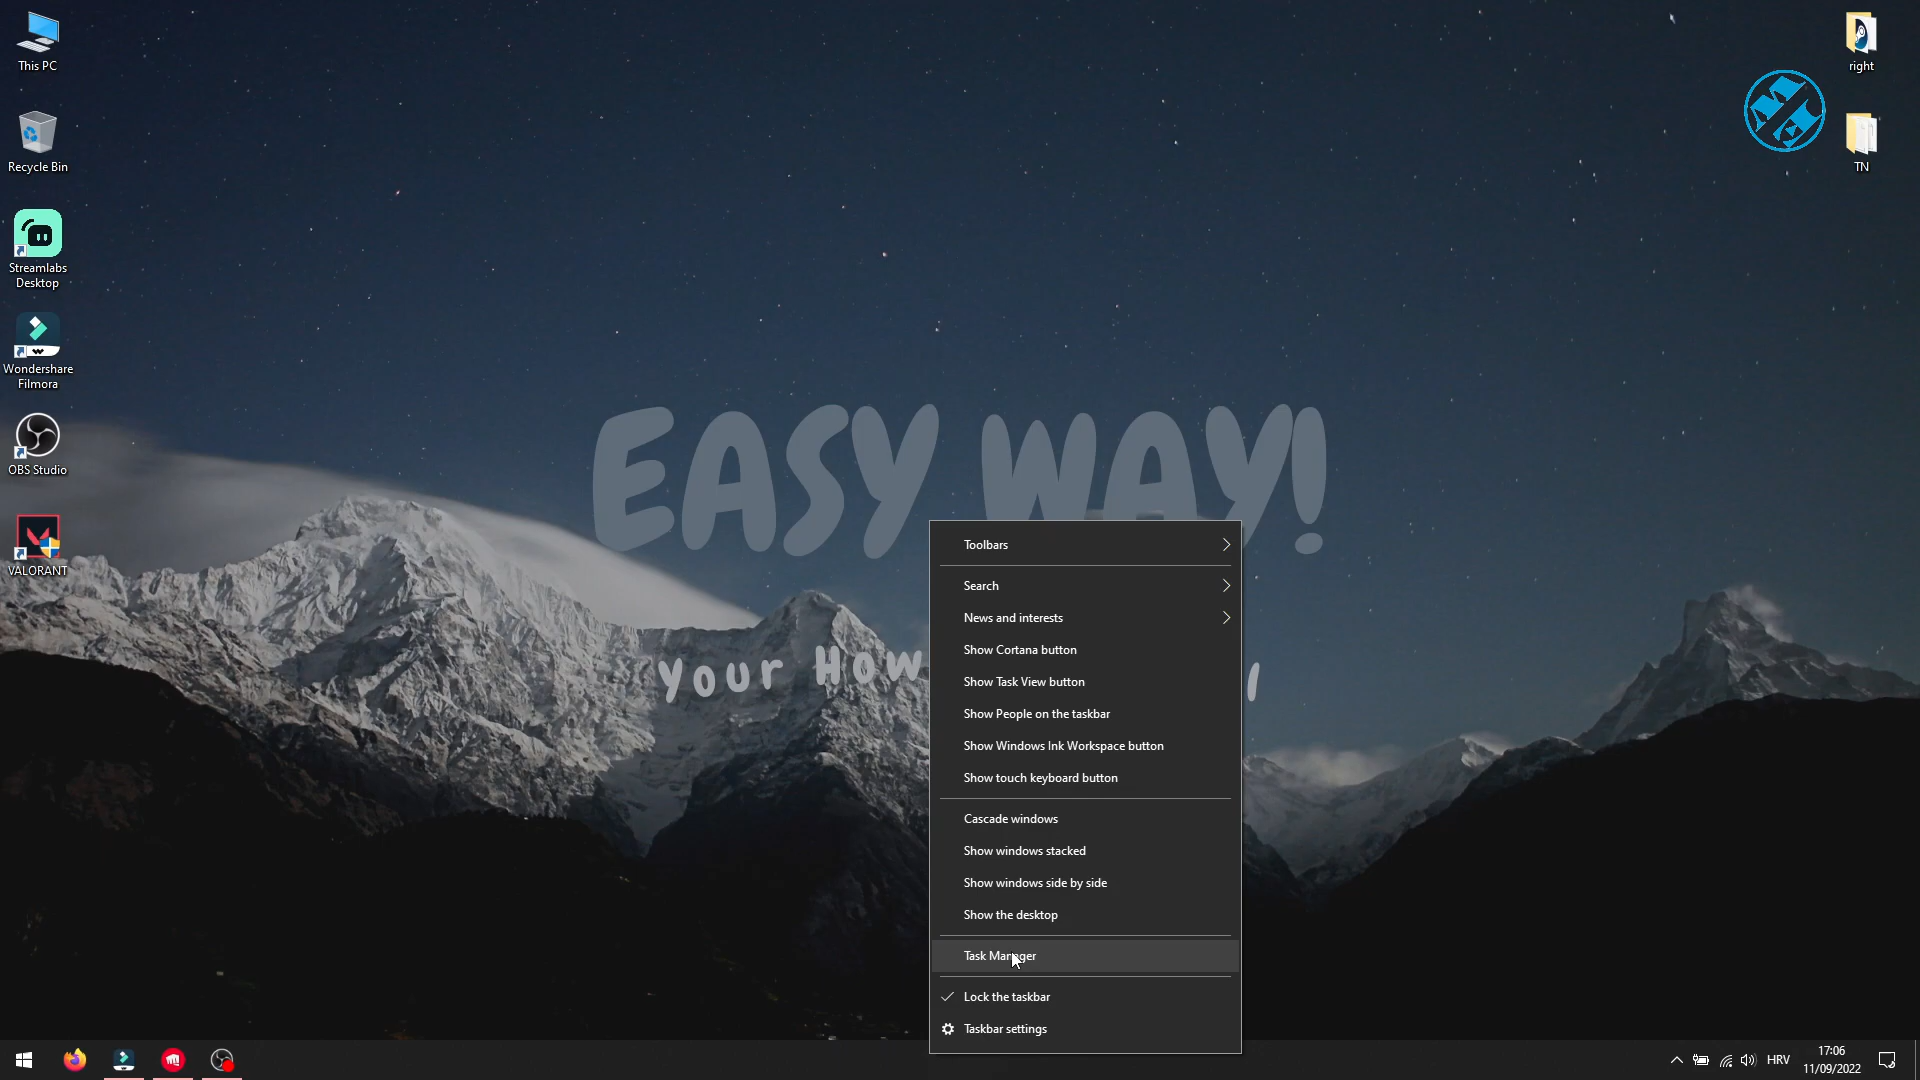 This PC
Recycle Bin
Streamlabs
Desktop
Wondershare
Filmora
OBS Studio
VALORANT
right
TN
EASY WAY!
Your How
Toolbars
Search
News and interests
Show Cortana button
Show Task View button
Show People on the taskbar
Show Windows Ink Workspace button
Show touch keyboard button
Cascade windows
Show windows stacked
Show windows side by side
Show the desktop
Task Manager
Lock the taskbar
Taskbar settings
HRV
17:06
11/09/2022